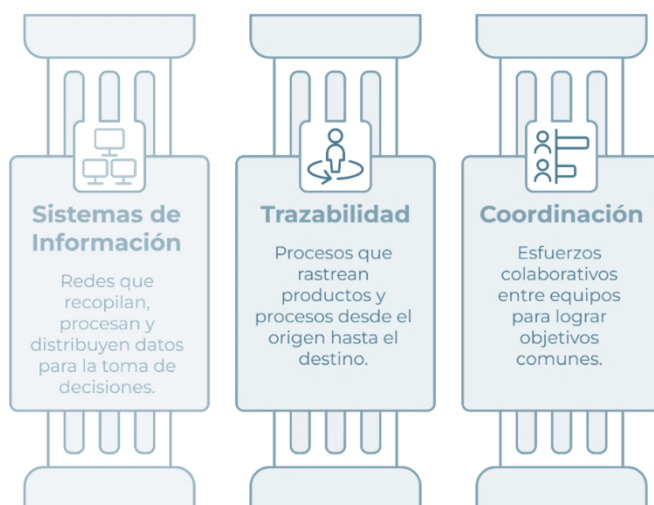 Sistemas de
Información
Redes que
recopilan,
procesan y
distribuyen datos
para la toma de
decisiones.
Trazabilidad
Procesos que
rastrean
productos y
procesos desde el
origen hasta el
destino.
Coordinación
Esfuerzos
colaborativos
entre equipos
para lograr
objetivos
comunes.